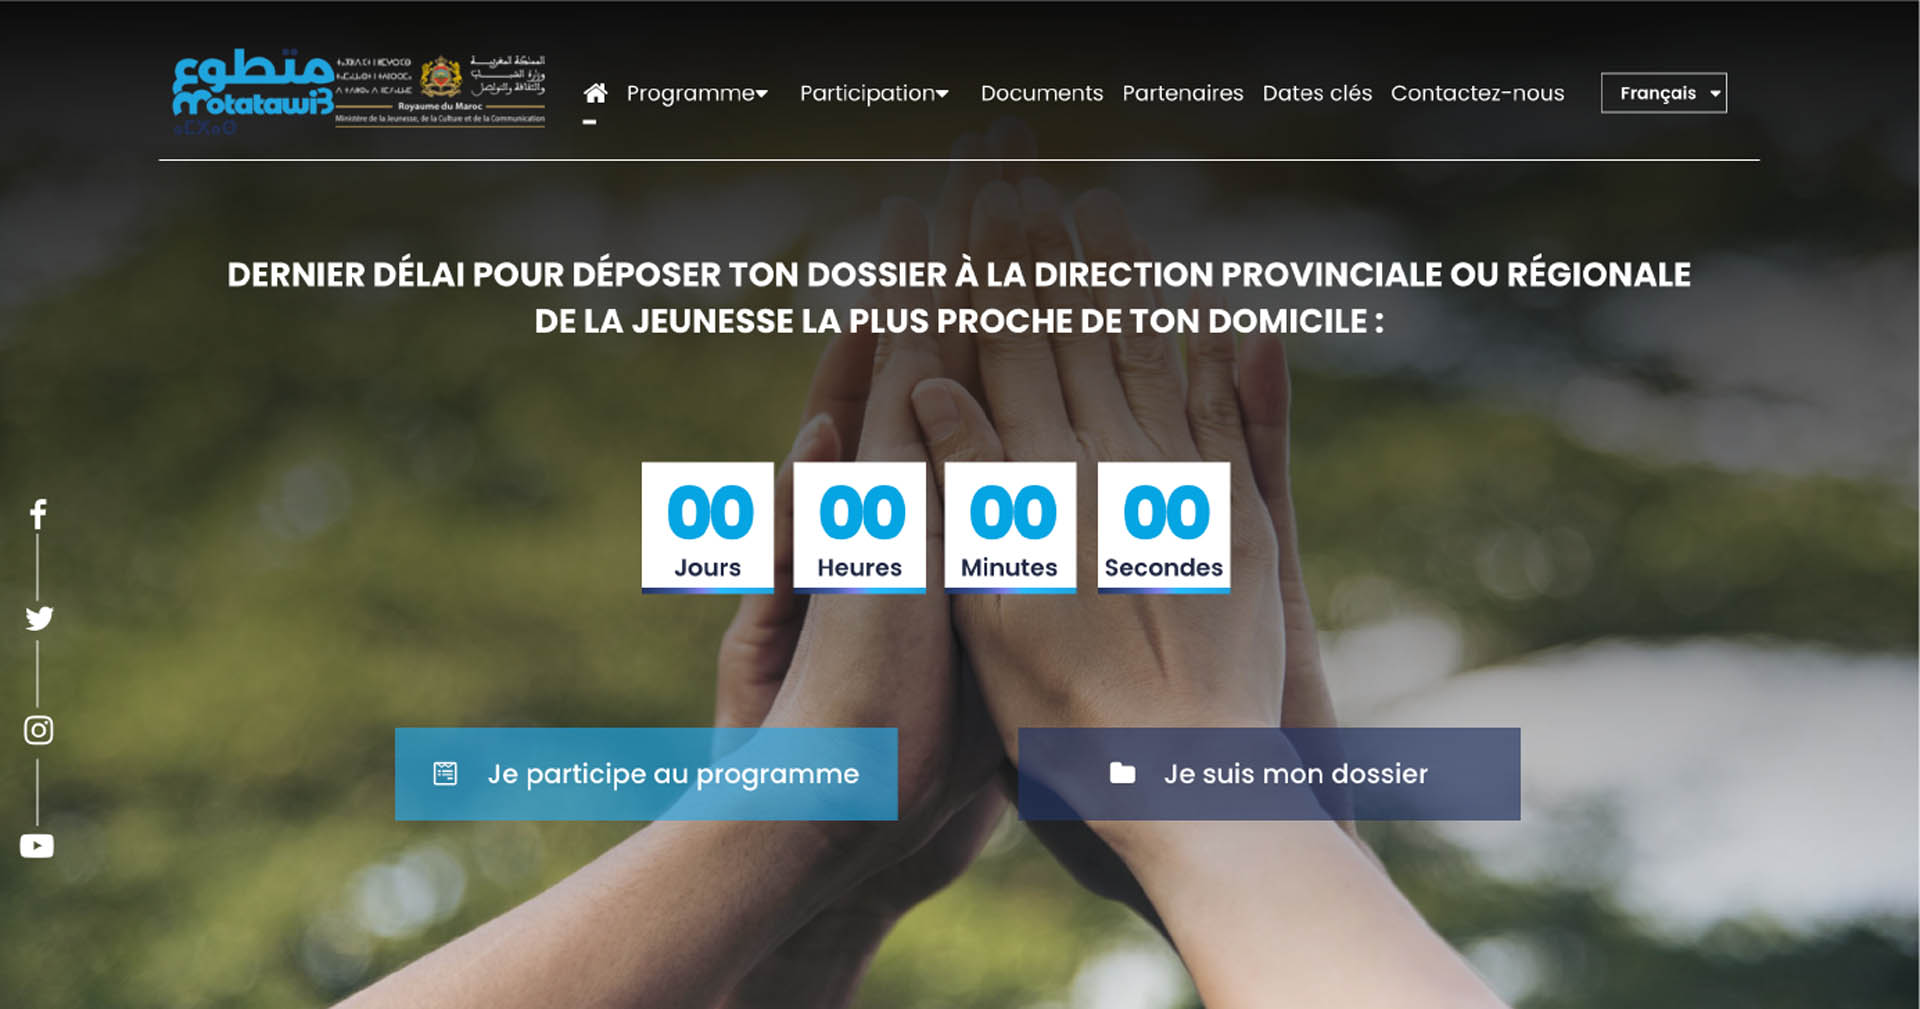 متطوع
Motatawi3
المملكة المغربية
وزارة الشباب
والثقافة والتواصل
Royaume du Maroc
Ministère de la Jeunesse, de la Culture et de la Communication
Programme
Participation
Documents
Partenaires
Dates clés
Contactez-nous
Français
DERNIER DÉLAI POUR DÉPOSER TON DOSSIER À LA DIRECTION PROVINCIALE OU RÉGIONALE
DE LA JEUNESSE LA PLUS PROCHE DE TON DOMICILE :
00
Jours
00
Heures
00
Minutes
00
Secondes
Je participe au programme
Je suis mon dossier